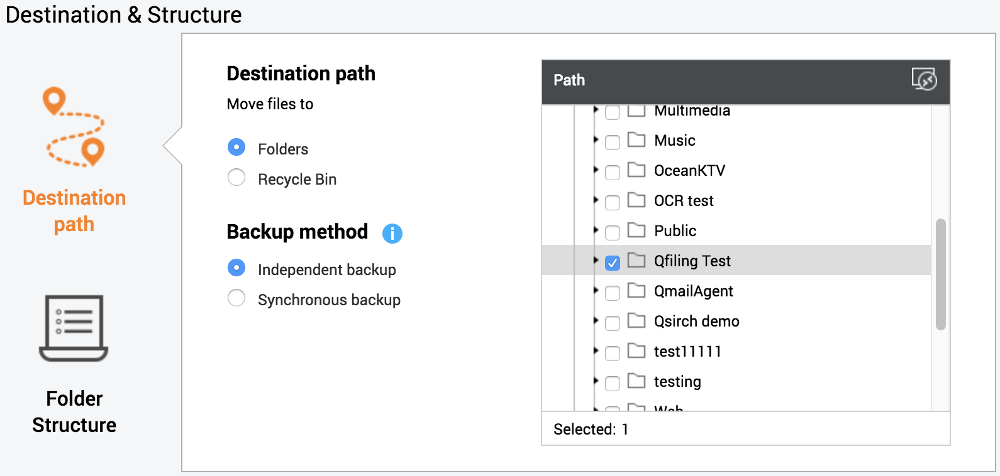 Destination & Structure
Destination
path
Folder
Structure
Destination path
Move files to
Folders
Recycle Bin
Backup method
Independent backup
Synchronous backup
Path
Multimedia
Music
OceanKTV
OCR test
Public
Qfiling Test
QmailAgent
Qsirch demo
test11111
testing
Web
Selected: 1